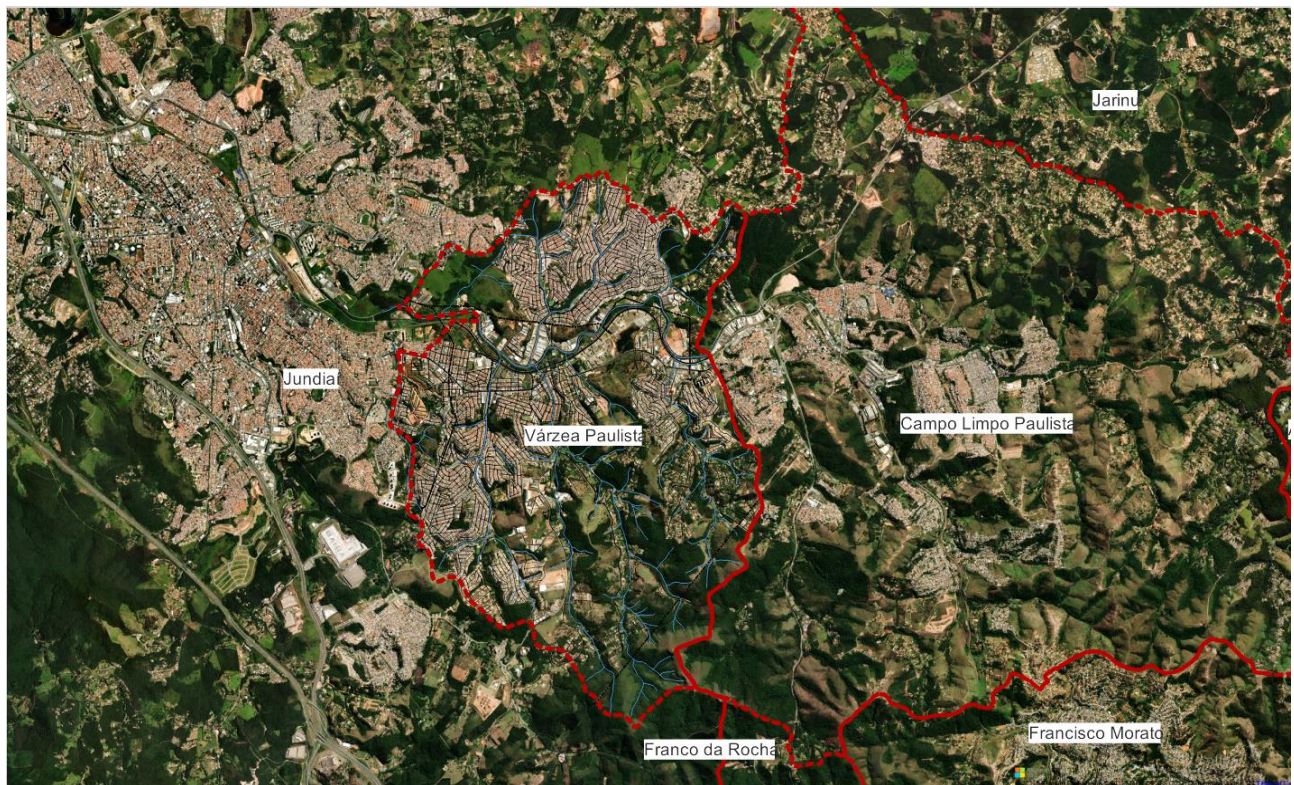 Jarinu
Jundiaí
Campo Limpo Paulista
Várzea Paulista
Francisco Morato
Franco da Rocha